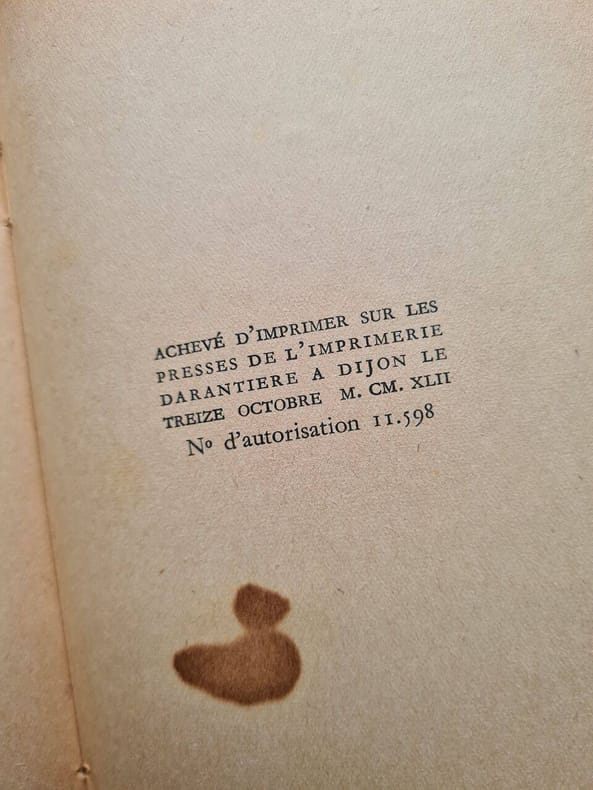 ACHEVÉ D'IMPRIMER SUR LES
PRESSES DE L'IMPRIMERIE
DARANTIERE A DIJON LE
TREIZE OCTOBRE M. CM. XLII
Nº d'autorisation 11.598